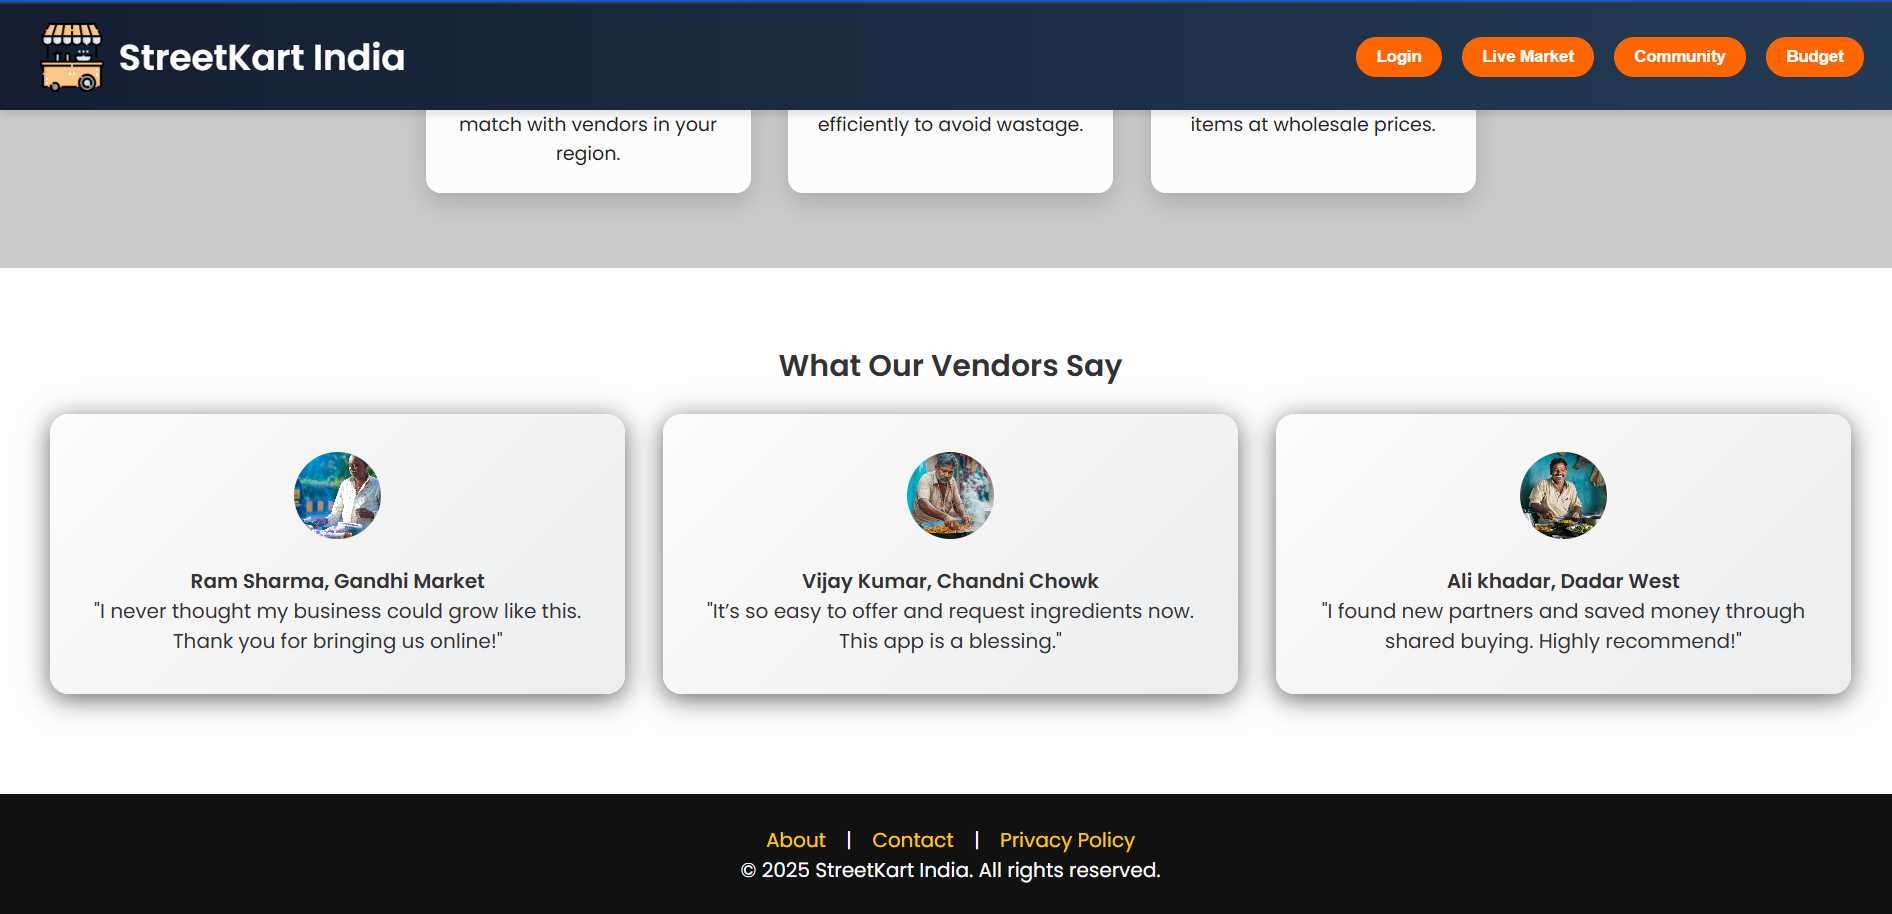 StreetKart India
Login
Live Market
Community
Budget
match with vendors in your
region.
efficiently to avoid wastage.
items at wholesale prices.
What Our Vendors Say
Ram Sharma, Gandhi Market
"I never thought my business could grow like this.
Thank you for bringing us online!"
Vijay Kumar, Chandni Chowk
"It’s so easy to offer and request ingredients now.
This app is a blessing."
Ali khadar, Dadar West
"I found new partners and saved money through
shared buying. Highly recommend!"
About | Contact | Privacy Policy
© 2025 StreetKart India. All rights reserved.